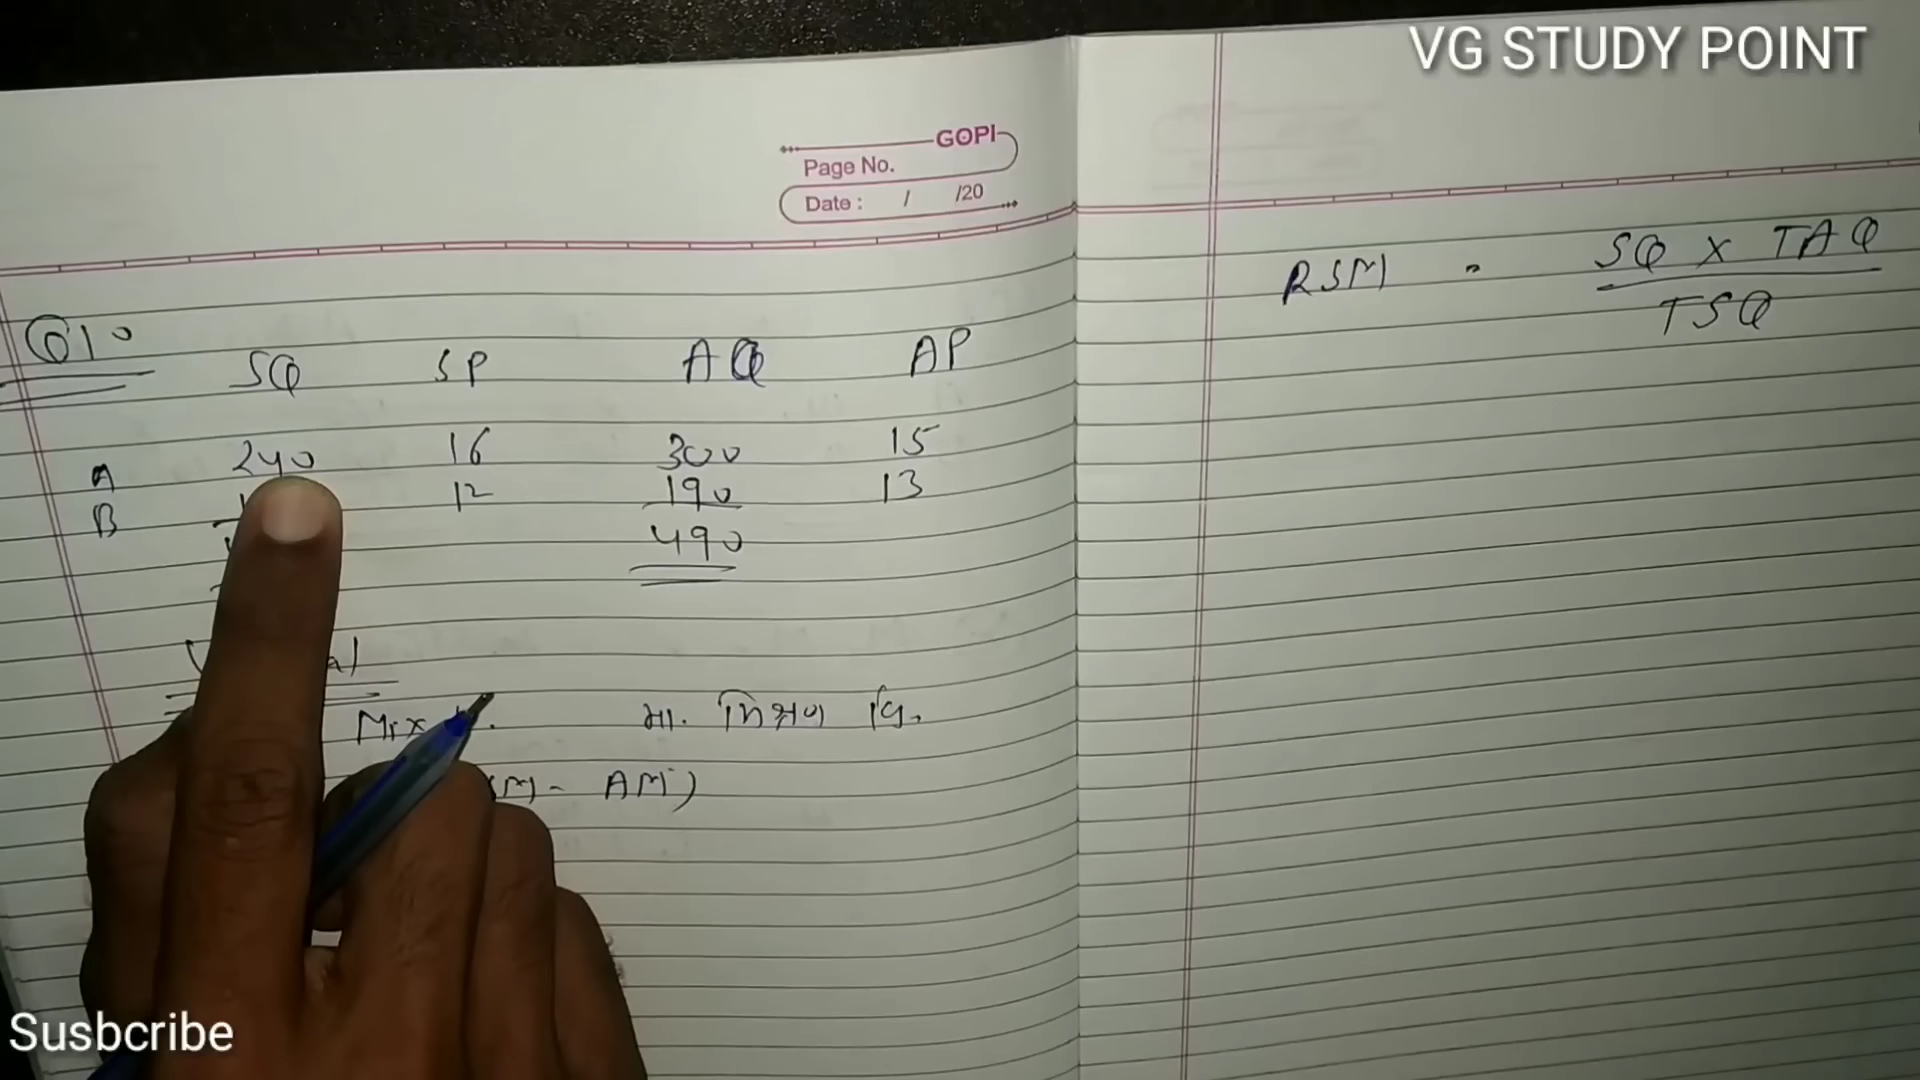 VG STUDY POINT
GOPI
Page No.
Date : / /20
Q10
SQ SP AQ AP
A 240 16 300 15
B 12 190 13
490
Mix मा. मिश्रण वि.
AM)
RSM = SQ X TAQ
TSQ
Susbcribe